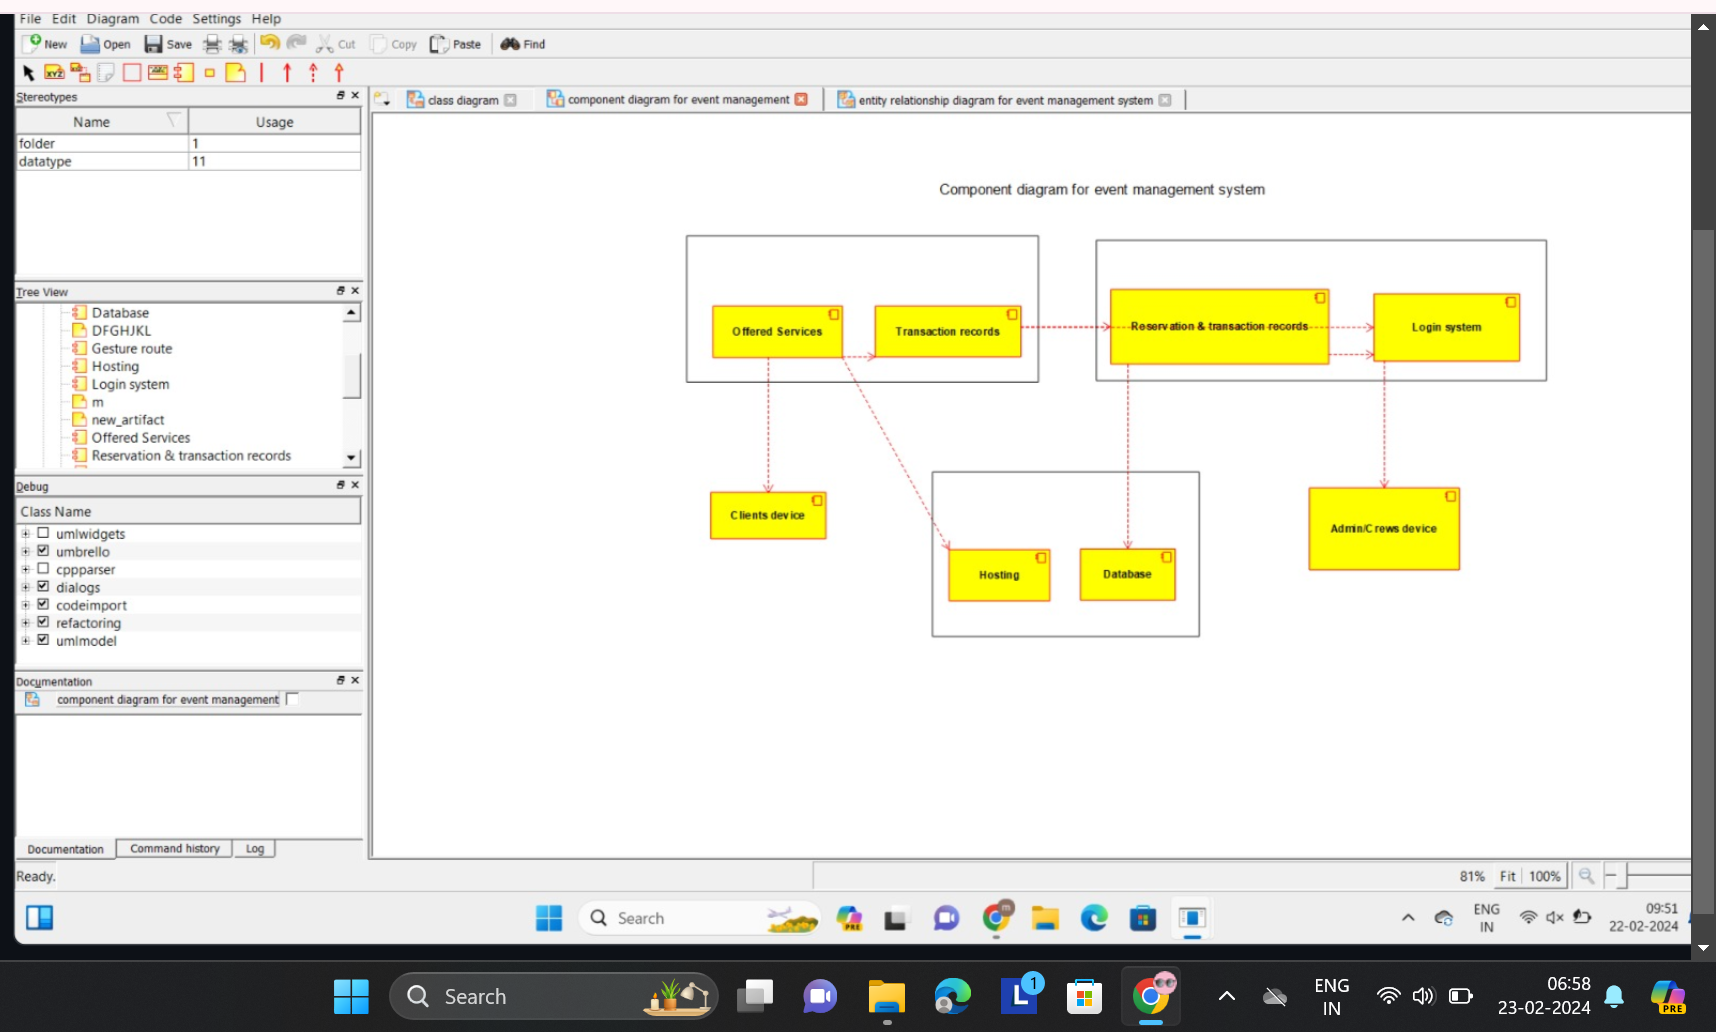 File Edit Diagram Code Settings Help
New Open Save Cut Copy Paste Find
XYZ
Stereotypes
Name Usage
folder 1
datatype 11
Tree View
Database
DFGHJKL
Gesture route
Hosting
Login system
m
new_artifact
Offered Services
Reservation & transaction records
Debug
Class Name
umlwidgets
umbrello
cppparser
dialogs
codeimport
refactoring
umlmodel
Documentation
component diagram for event management
Documentation Command history Log
Ready.
class diagram component diagram for event management entity relationship diagram for event management system
Component diagram for event management system
Offered Services Transaction records Reservation & transaction records Login system
Clients device
Hosting Database
Admin/Crews device
81% Fit 100%
Search
PRE
m
ENG
IN
09:51
22-02-2024
Search
L
1
ENG
IN
06:58
23-02-2024
PRE